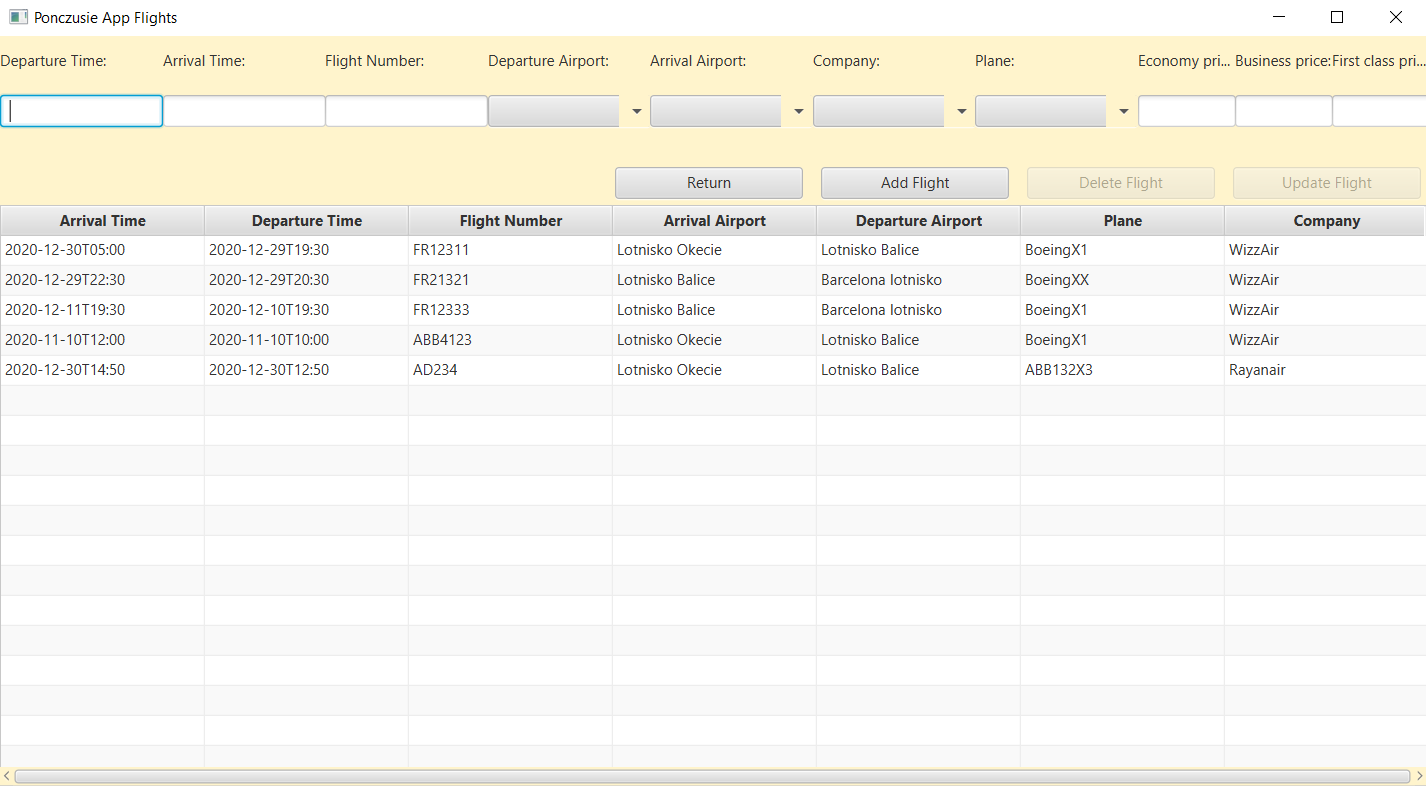 Ponczusie App Flights
Departure Time: Arrival Time: Flight Number: Departure Airport: Arrival Airport: Company: Plane: Economy pri... Business price: First class pri...
Return Add Flight Delete Flight Update Flight
Arrival Time Departure Time Flight Number Arrival Airport Departure Airport Plane Company
2020-12-30T05:00 2020-12-29T19:30 FR12311 Lotnisko Okecie Lotnisko Balice BoeingX1 WizzAir
2020-12-29T22:30 2020-12-29T20:30 FR21321 Lotnisko Balice Barcelona lotnisko BoeingXX WizzAir
2020-12-11T19:30 2020-12-10T19:30 FR12333 Lotnisko Balice Barcelona lotnisko BoeingX1 WizzAir
2020-11-10T12:00 2020-11-10T10:00 ABB4123 Lotnisko Okecie Lotnisko Balice BoeingX1 WizzAir
2020-12-30T14:50 2020-12-30T12:50 AD234 Lotnisko Okecie Lotnisko Balice ABB132X3 Rayanair